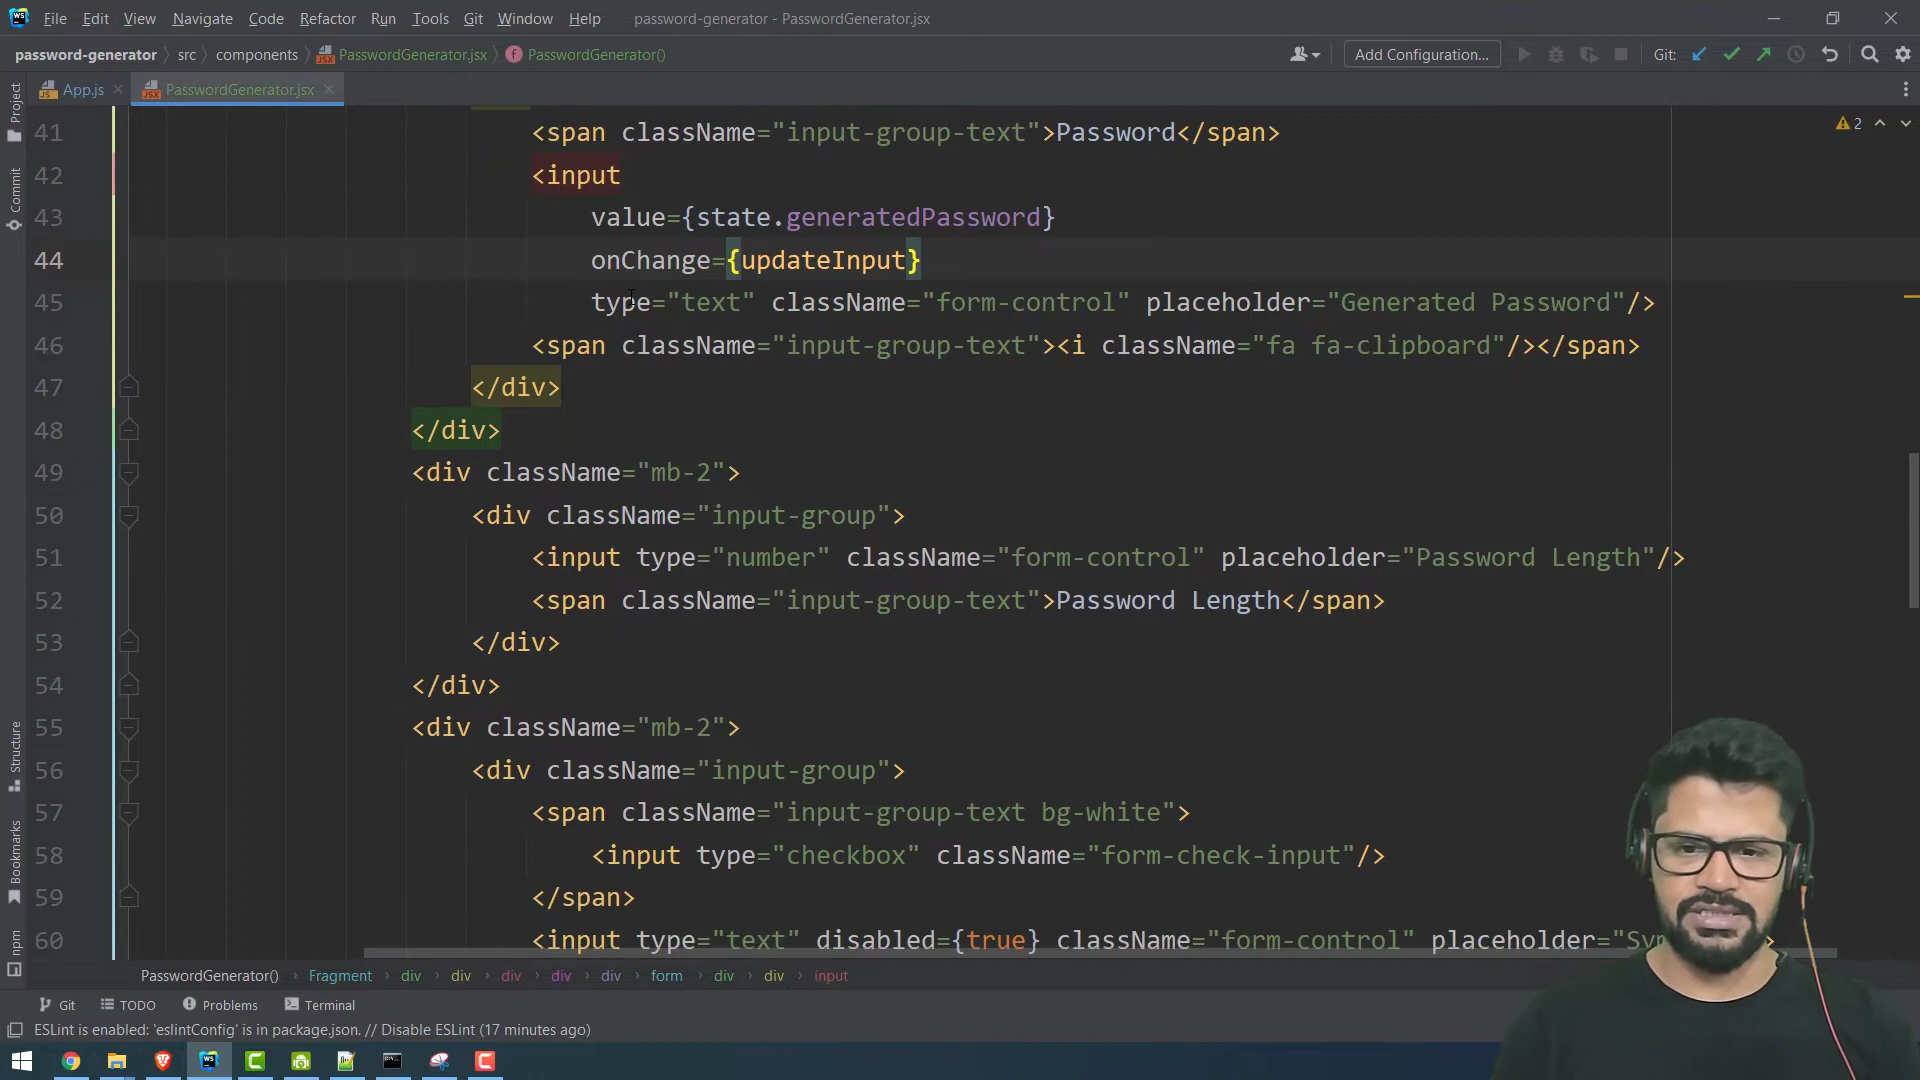 File Edit View Navigate Code Refactor Run Tools Git Window Help password-generator - PasswordGenerator.jsx
password-generator src components PasswordGenerator.jsx PasswordGenerator() Add Configuration... Git:
App.js PasswordGenerator.jsx
Project
Commit
Structure
Bookmarks
npm
2
41 <span className="input-group-text">Password</span>
42 <input
43 value={state.generatedPassword}
44 onChange={updateInput}
45 type="text" className="form-control" placeholder="Generated Password"/>
46 <span className="input-group-text"><i className="fa fa-clipboard"/></span>
47 </div>
48 </div>
49 <div className="mb-2">
50 <div className="input-group">
51 <input type="number" className="form-control" placeholder="Password Length"/>
52 <span className="input-group-text">Password Length</span>
53 </div>
54 </div>
55 <div className="mb-2">
56 <div className="input-group">
57 <span className="input-group-text bg-white">
58 <input type="checkbox" className="form-check-input"/>
59 </span>
60 <input type="text" disabled={true} className="form-control" placeholder="
PasswordGenerator() Fragment div div div div div form div div input
Git TODO Problems Terminal
ESLint is enabled: 'eslintConfig' is in package.json. // Disable ESLint (17 minutes ago)